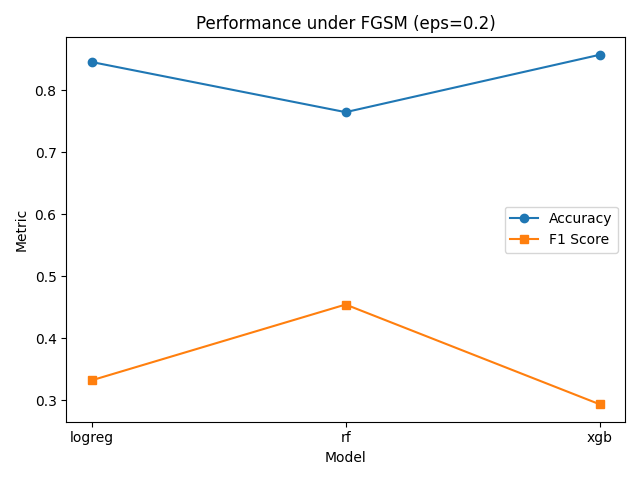 Performance under FGSM (eps=0.2)
Metric
0.8
0.7
0.6
0.5
0.4
0.3
Accuracy
F1 Score
logreg
rf
xgb
Model